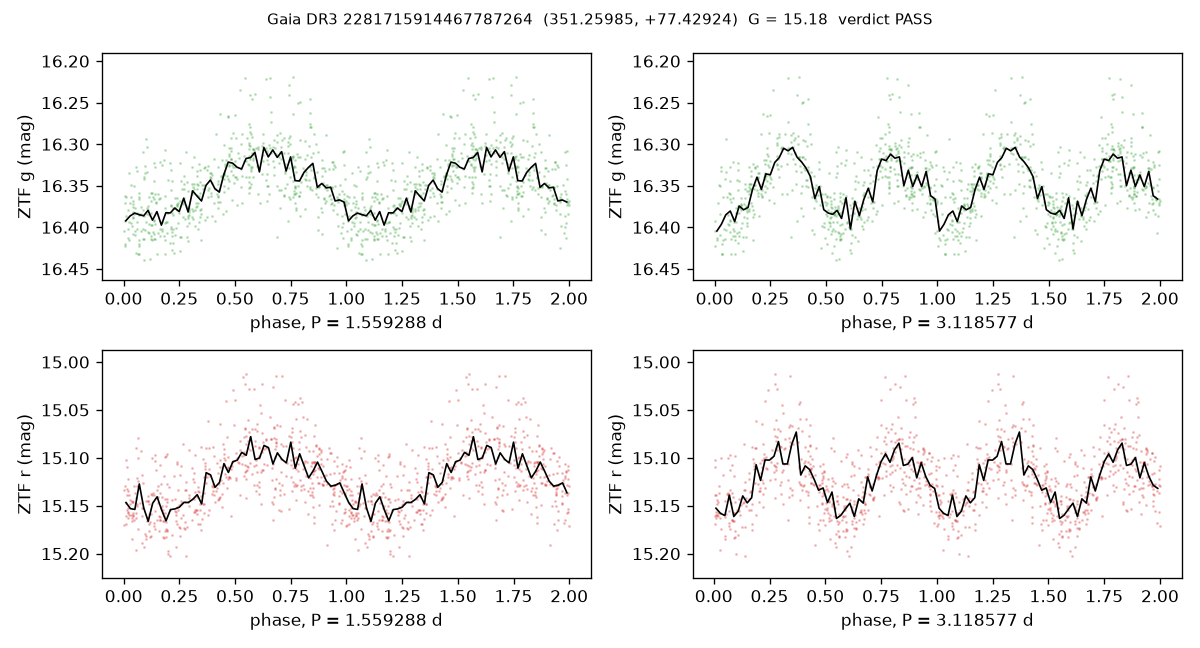 Gaia DR3 2281715914467787264 (351.25985, +77.42924) G = 15.18 verdict PASS
ZTF g (mag)
16.20
16.25
16.30
16.35
16.40
16.45
0.00 0.25 0.50 0.75 1.00 1.25 1.50 1.75 2.00
phase, P = 1.559288 d
ZTF g (mag)
16.20
16.25
16.30
16.35
16.40
16.45
0.00 0.25 0.50 0.75 1.00 1.25 1.50 1.75 2.00
phase, P = 3.118577 d
ZTF r (mag)
15.00
15.05
15.10
15.15
15.20
0.00 0.25 0.50 0.75 1.00 1.25 1.50 1.75 2.00
phase, P = 1.559288 d
ZTF r (mag)
15.00
15.05
15.10
15.15
15.20
0.00 0.25 0.50 0.75 1.00 1.25 1.50 1.75 2.00
phase, P = 3.118577 d